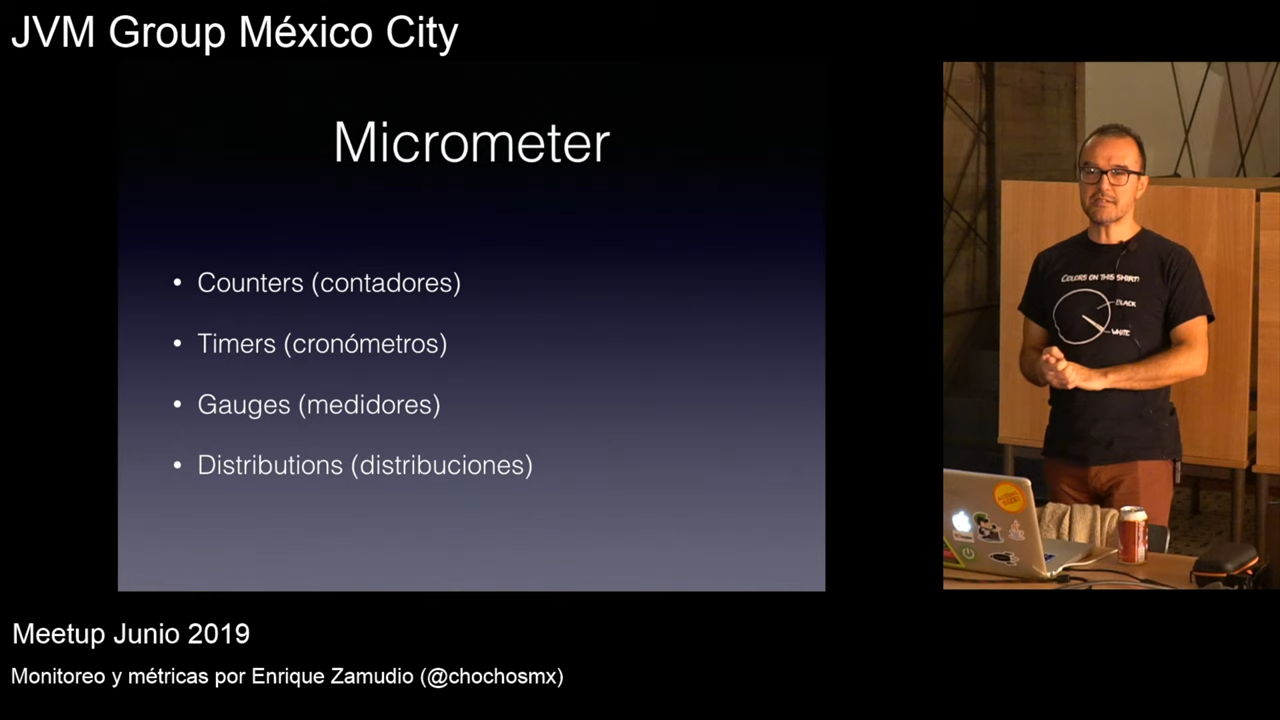 JVM Group México City
Micrometer
• Counters (contadores)
• Timers (cronómetros)
• Gauges (medidores)
• Distributions (distribuciones)
COLORS ON THIS SHIRT
BLACK
WHITE
Meetup Junio 2019
Monitoreo y métricas por Enrique Zamudio (@chochosmx)